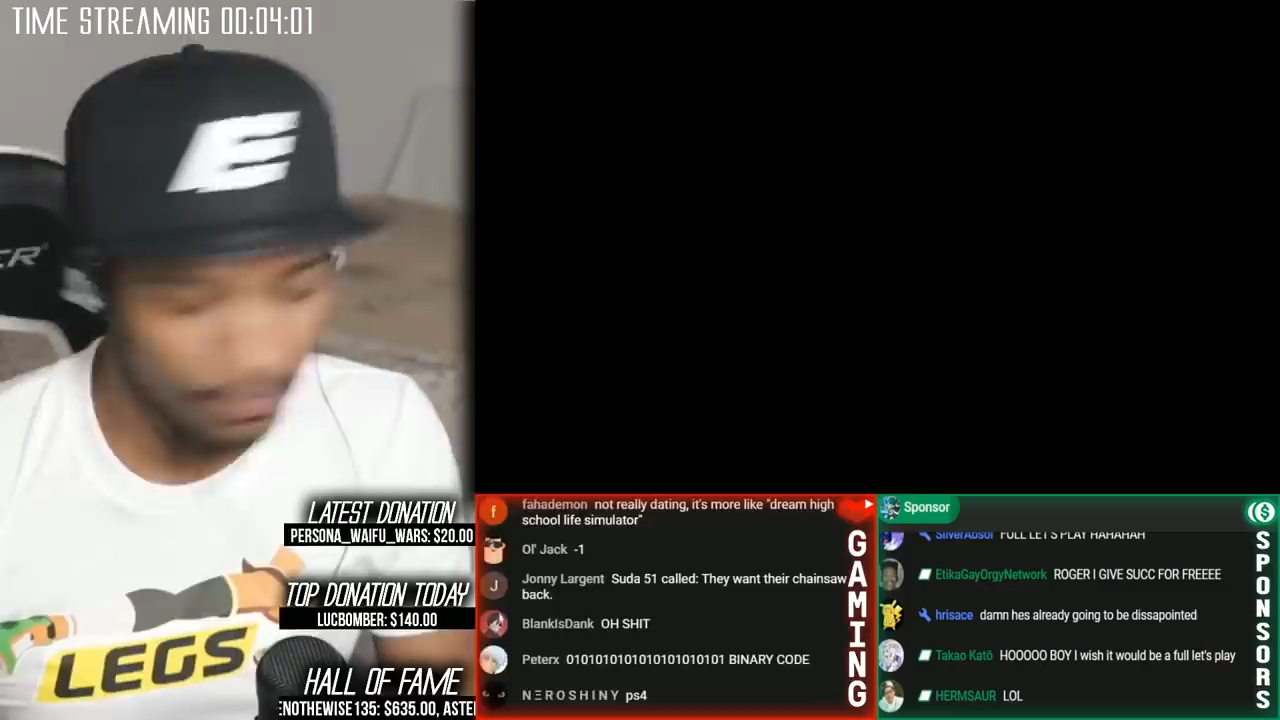 TIME STREAMING 00:04:01
E
LEGS
LATEST DONATION
PERSONA_WAIFU_WARS: $20.00
TOP DONATION TODAY
LUCBOMBER: $140.00
HALL OF FAME
ENOTHEWISE135: $635.00, ASTE
fahademon not really dating, it's more like "dream high
school life simulator"
Ol' Jack -1
J
Jonny Largent Suda 51 called: They want their chainsaw
back.
BlankIsDank OH SHIT
Peterx 0101010101010101010101 BINARY CODE
NΞROSHINY ps4
GAMING
Sponsor
SilverAbsol FULL LET'S PLAY HAHAHAH
EtikaGayOrgyNetwork ROGER I GIVE SUCC FOR FREEEE
hrisace damn hes already going to be dissapointed
Takao Katō HOOOOO BOY I wish it would be a full let's play
HERMSAUR LOL
SPONSORS